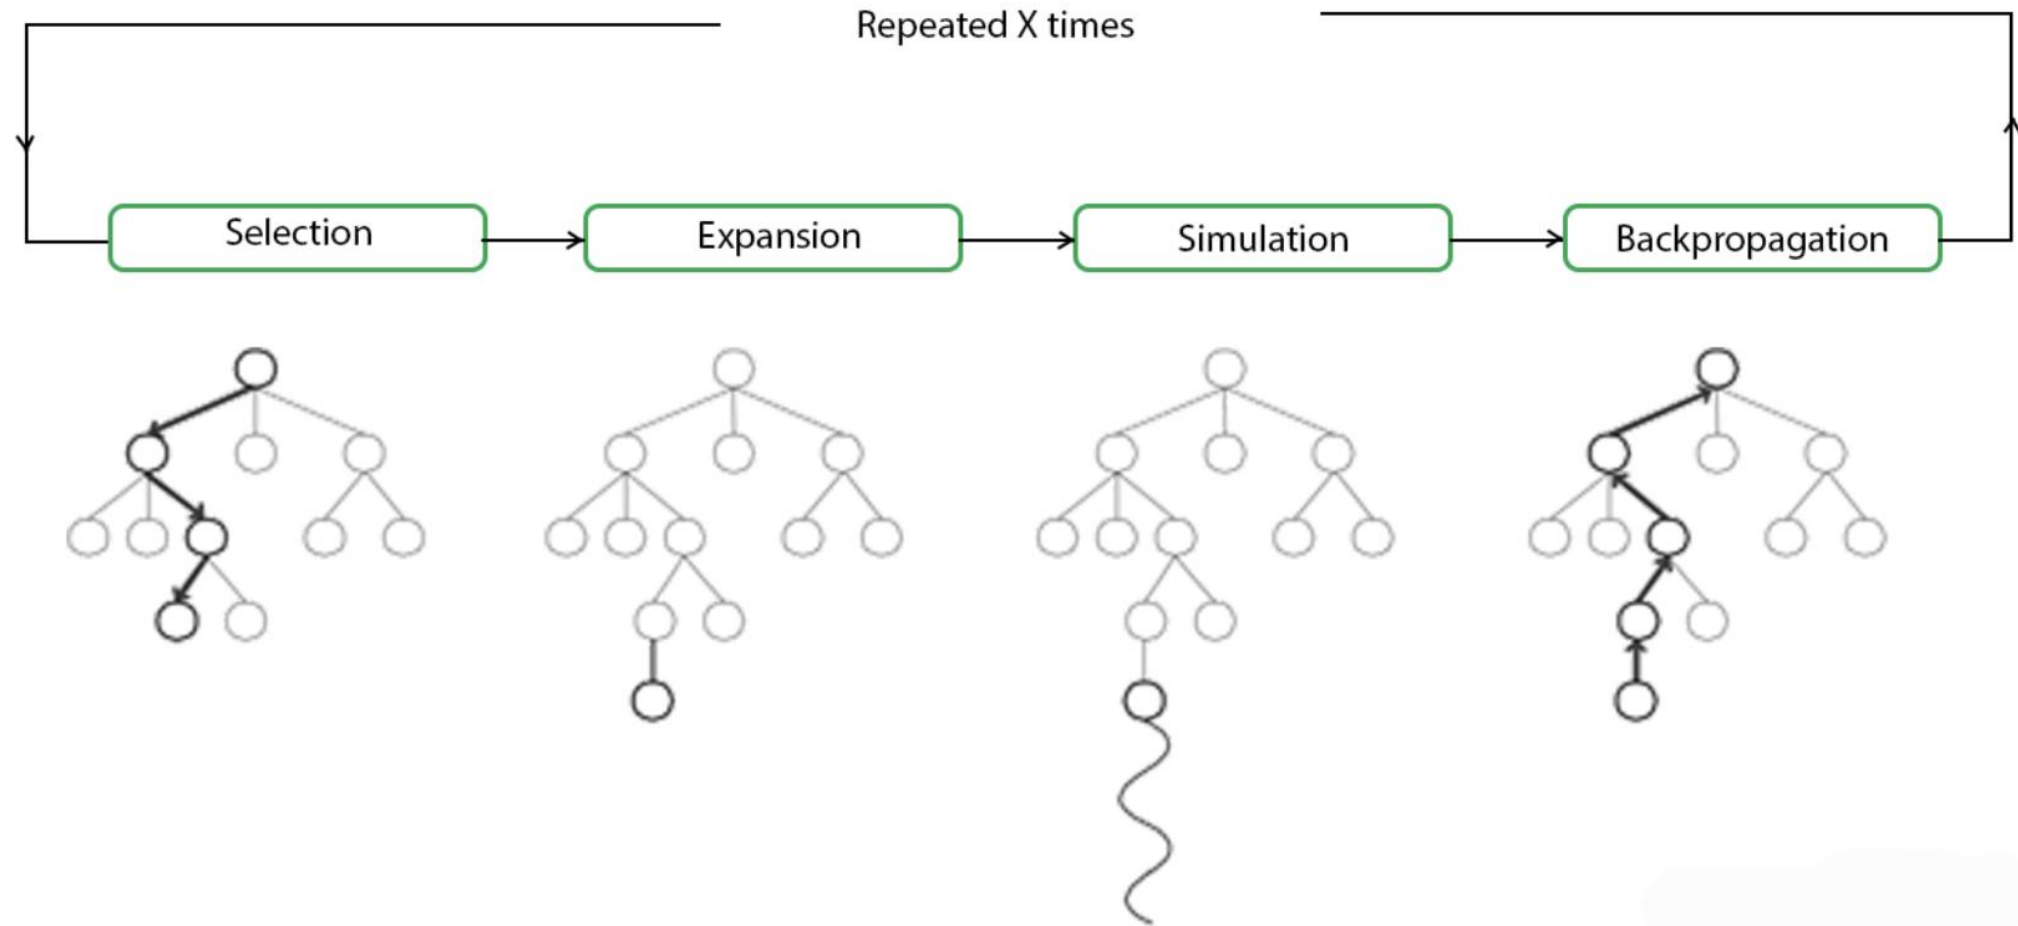 Repeated X times
Selection
Expansion
Simulation
Backpropagation